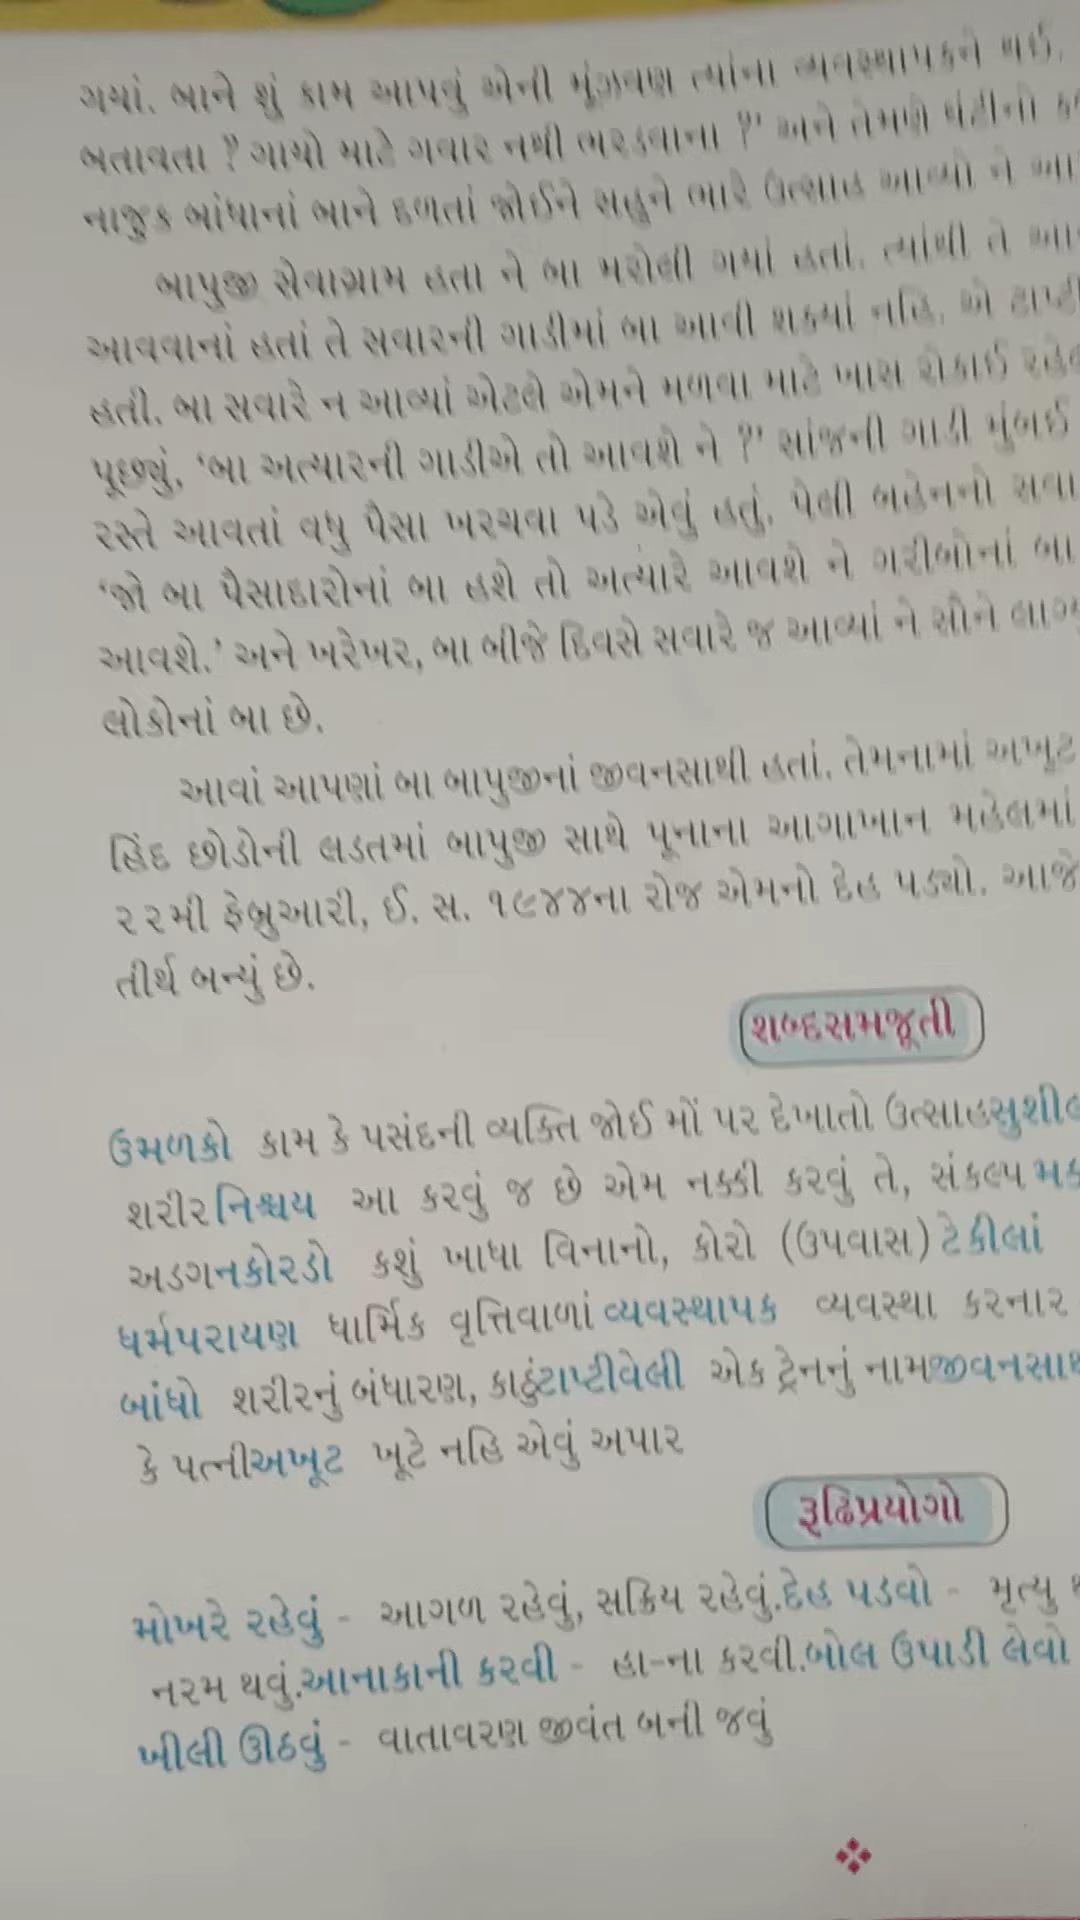 ગયાં. બાને શું કામ આપવું એની મૂંઝવણ ત્યાંના વ્યવસ્થાપકને થઈ.
બતાવતા ? ગાયો માટે ગવાર નથી ભરડવાના ?' અને તેમણે ઘંટીનો
નાજુક બાંધાનાં બાને દળતાં જોઈને સહુને ભારે ઉત્સાહ આવ્યો ને
બાપુજી સેવાગ્રામ હતા ને બા મરોલી ગયાં હતાં. ત્યાંથી તે
આવવાનાં હતાં તે સવારની ગાડીમાં બા આવી શક્યાં નહિ. એ ટાપ્ટી
હતી. બા સવારે ન આવ્યાં એટલે એમને મળવા માટે ખાસ રોકાઈ
પૂછ્યું, 'બા અત્યારની ગાડીએ તો આવશે ને ?' સાંજની ગાડી મુંબઈ
રસ્તે આવતાં વધુ પૈસા ખરચવા પડે એવું હતું. પેલી બહેનનો
'જો બા પૈસાદારોનાં બા હશે તો અત્યારે આવશે ને ગરીબોનાં બા
આવશે.' અને ખરેખર, બા બીજે દિવસે સવારે જ આવ્યાં ને સૌને
લોકોનાં બા છે.
આવાં આપણાં બા બાપુજીનાં જીવનસાથી હતાં. તેમનામાં અખૂટ
હિંદ છોડોની લડતમાં બાપુજી સાથે પૂનાના આગાખાન મહેલમાં
૨૨મી ફેબ્રુઆરી, ઈ. સ. ૧૯૪૪ના રોજ એમનો દેહ પડ્યો. આજે
તીર્થ બન્યું છે.
શબ્દસમજૂતી
ઉમળકો કામ કે પસંદની વ્યક્તિ જોઈ મોં પર દેખાતો ઉત્સાહ સુશીલ
શરીર નિશ્ચય આ કરવું જ છે એમ નક્કી કરવું તે, સંકલ્પ
અડગ નકોરડો કશું ખાધા વિનાનો, કોરો (ઉપવાસ) ટેકીલાં
ધર્મપરાયણ ધાર્મિક વૃત્તિવાળાં વ્યવસ્થાપક વ્યવસ્થા કરનાર
બાંધો શરીરનું બંધારણ, કાઠું ટાપ્ટીવેલી એક ટ્રેનનું નામ
કે પત્ની અખૂટ ખૂટે નહિ એવું અપાર
રૂઢિપ્રયોગો
મોખરે રહેવું - આગળ રહેવું, સક્રિય રહેવું. દેહ પડવો - મૃત્યુ
નરમ થવું. આનાકાની કરવી - હા-ના કરવી. બોલ ઉપાડી લેવો
ખીલી ઊઠવું - વાતાવરણ જીવંત બની જવું